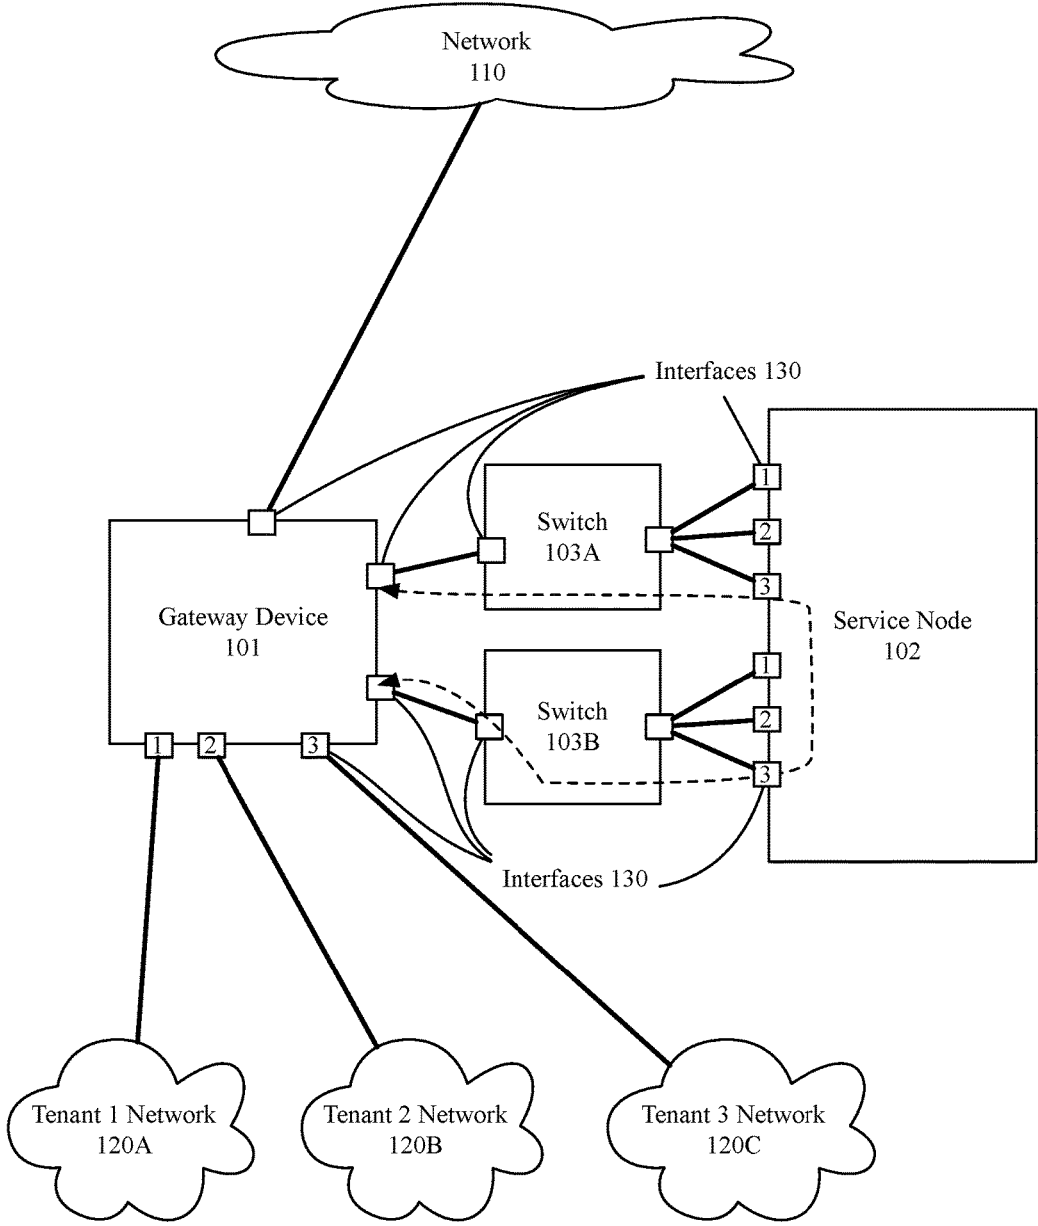 Network
110
Interfaces 130
1
Switch
103A
2
3
Gateway Device
101
Service Node
102
1
Switch
103B
2
3
1
2
3
Interfaces 130
Tenant 1 Network
120A
Tenant 2 Network
120B
Tenant 3 Network
120C